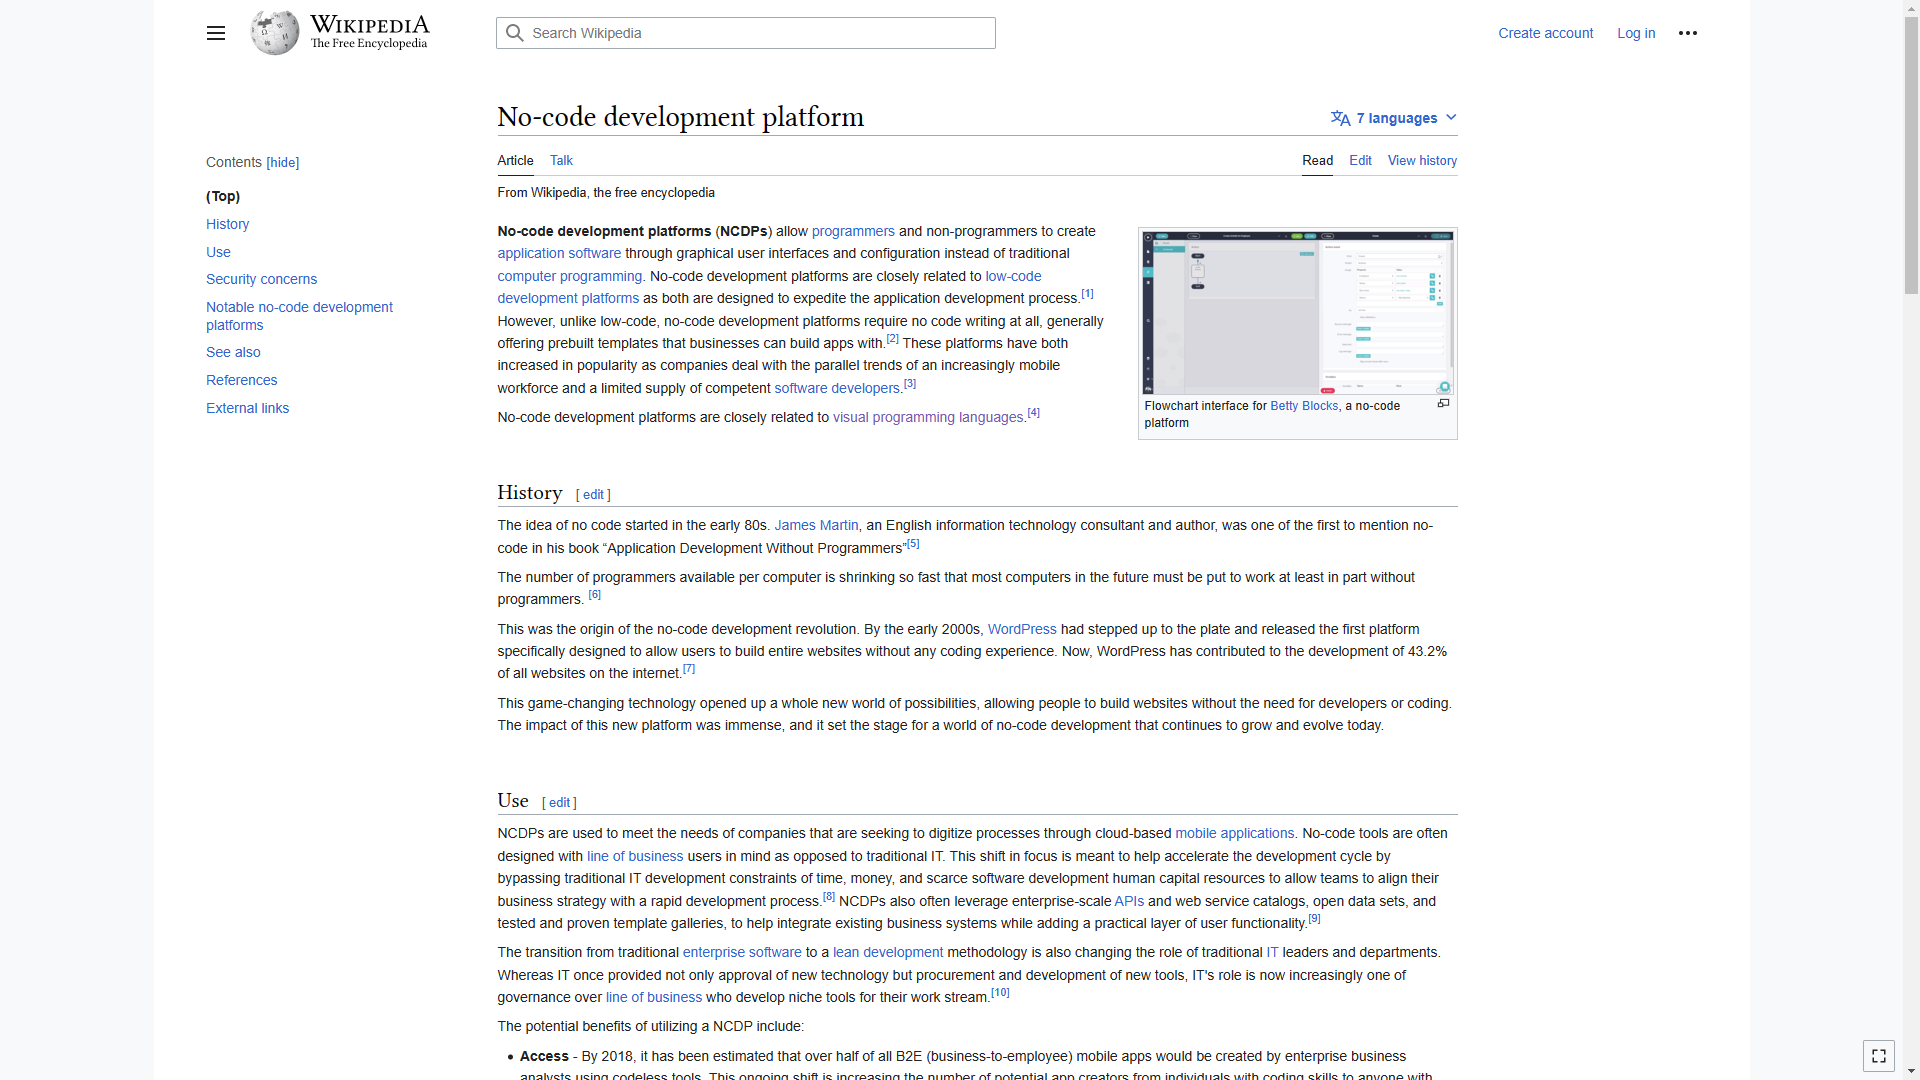 WIKIPEDIA
The Free Encyclopedia
Search Wikipedia
Create account
Log in
No-code development platform
7 languages
Article
Talk
Read
Edit
View history
From Wikipedia, the free encyclopedia
Contents [hide]
(Top)
History
Use
Security concerns
Notable no-code development
platforms
See also
References
External links
No-code development platforms (NCDPs) allow programmers and non-programmers to create
application software through graphical user interfaces and configuration instead of traditional
computer programming. No-code development platforms are closely related to low-code
development platforms as both are designed to expedite the application development process.[1]
However, unlike low-code, no-code development platforms require no code writing at all, generally
offering prebuilt templates that businesses can build apps with.[2] These platforms have both
increased in popularity as companies deal with the parallel trends of an increasingly mobile
workforce and a limited supply of competent software developers.[3]
No-code development platforms are closely related to visual programming languages.[4]
Flowchart interface for Betty Blocks, a no-code
platform
History [ edit ]
The idea of no code started in the early 80s. James Martin, an English information technology consultant and author, was one of the first to mention no-
code in his book “Application Development Without Programmers”[5]
The number of programmers available per computer is shrinking so fast that most computers in the future must be put to work at least in part without
programmers. [6]
This was the origin of the no-code development revolution. By the early 2000s, WordPress had stepped up to the plate and released the first platform
specifically designed to allow users to build entire websites without any coding experience. Now, WordPress has contributed to the development of 43.2%
of all websites on the internet.[7]
This game-changing technology opened up a whole new world of possibilities, allowing people to build websites without the need for developers or coding.
The impact of this new platform was immense, and it set the stage for a world of no-code development that continues to grow and evolve today.
Use [ edit ]
NCDPs are used to meet the needs of companies that are seeking to digitize processes through cloud-based mobile applications. No-code tools are often
designed with line of business users in mind as opposed to traditional IT. This shift in focus is meant to help accelerate the development cycle by
bypassing traditional IT development constraints of time, money, and scarce software development human capital resources to allow teams to align their
business strategy with a rapid development process.[8] NCDPs also often leverage enterprise-scale APIs and web service catalogs, open data sets, and
tested and proven template galleries, to help integrate existing business systems while adding a practical layer of user functionality.[9]
The transition from traditional enterprise software to a lean development methodology is also changing the role of traditional IT leaders and departments.
Whereas IT once provided not only approval of new technology but procurement and development of new tools, IT's role is now increasingly one of
governance over line of business who develop niche tools for their work stream.[10]
The potential benefits of utilizing a NCDP include:
• Access - By 2018, it has been estimated that over half of all B2E (business-to-employee) mobile apps would be created by enterprise business
analysts using codeless tools. This ongoing shift is increasing the number of potential app creators from individuals with coding skills to anyone with